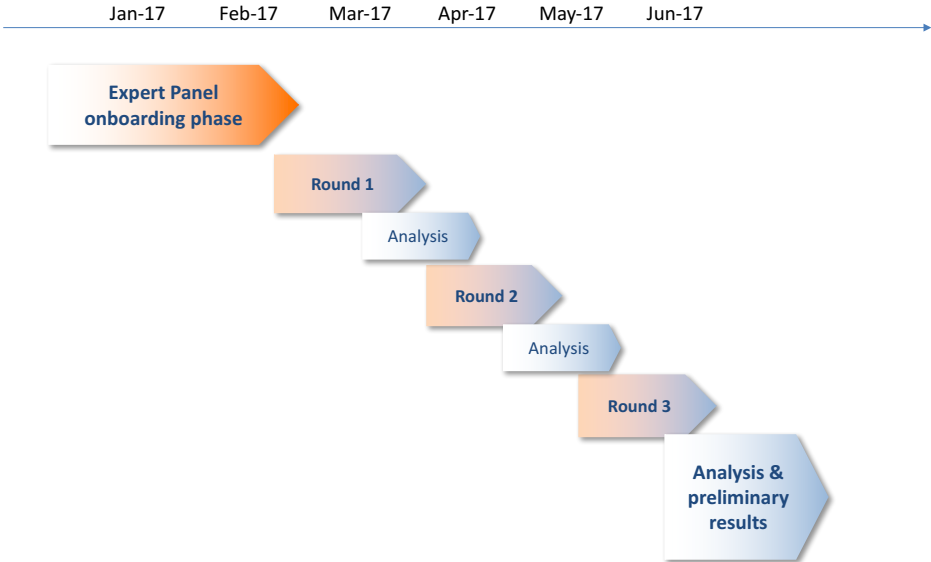 Jan-17 Feb-17 Mar-17 Apr-17 May-17 Jun-17
Expert Panel
onboarding phase
Round 1
Analysis
Round 2
Analysis
Round 3
Analysis &
preliminary
results